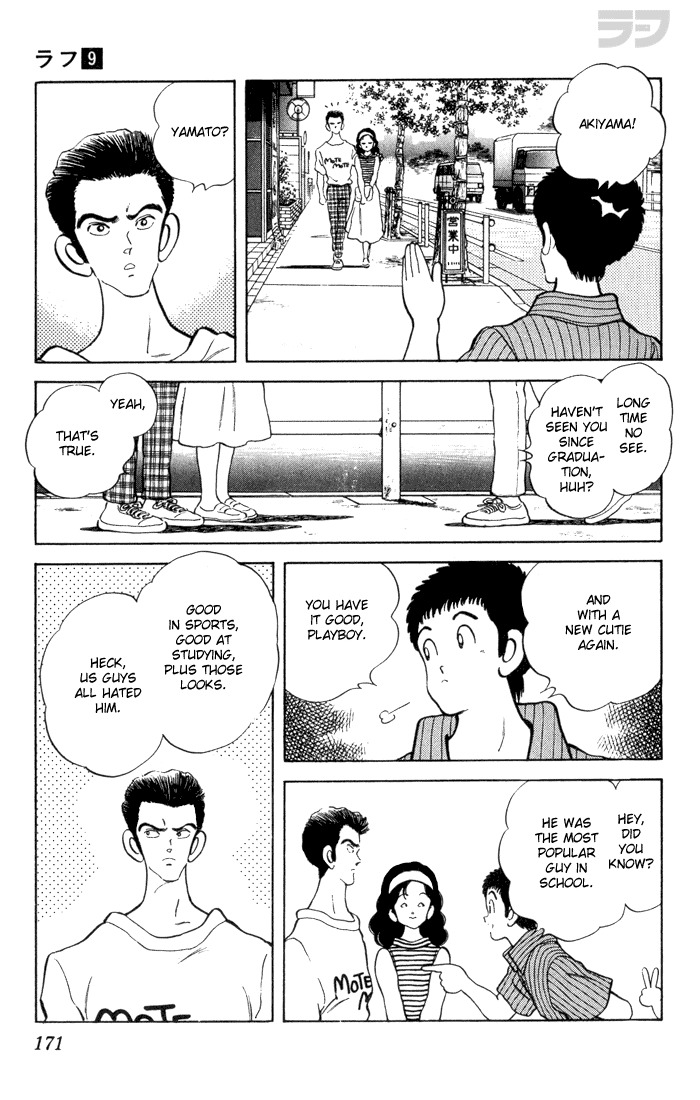 ラフ
ラフ 9
AKIYAMA!
営業中
MOTE
MOTE
YAMATO?
LONG
TIME
NO
SEE.
HAVEN'T
SEEN YOU
SINCE
GRADUA-
TION,
HUH?
YEAH,
THAT'S
TRUE.
AND
WITH A
NEW CUTIE
AGAIN.
YOU HAVE
IT GOOD,
PLAYBOY.
GOOD
IN SPORTS,
GOOD AT
STUDYING,
PLUS THOSE
LOOKS.
HECK,
US GUYS
ALL HATED
HIM.
MOTE
HEY,
DID
YOU
KNOW?
HE WAS
THE MOST
POPULAR
GUY IN
SCHOOL.
MOTE
M
171